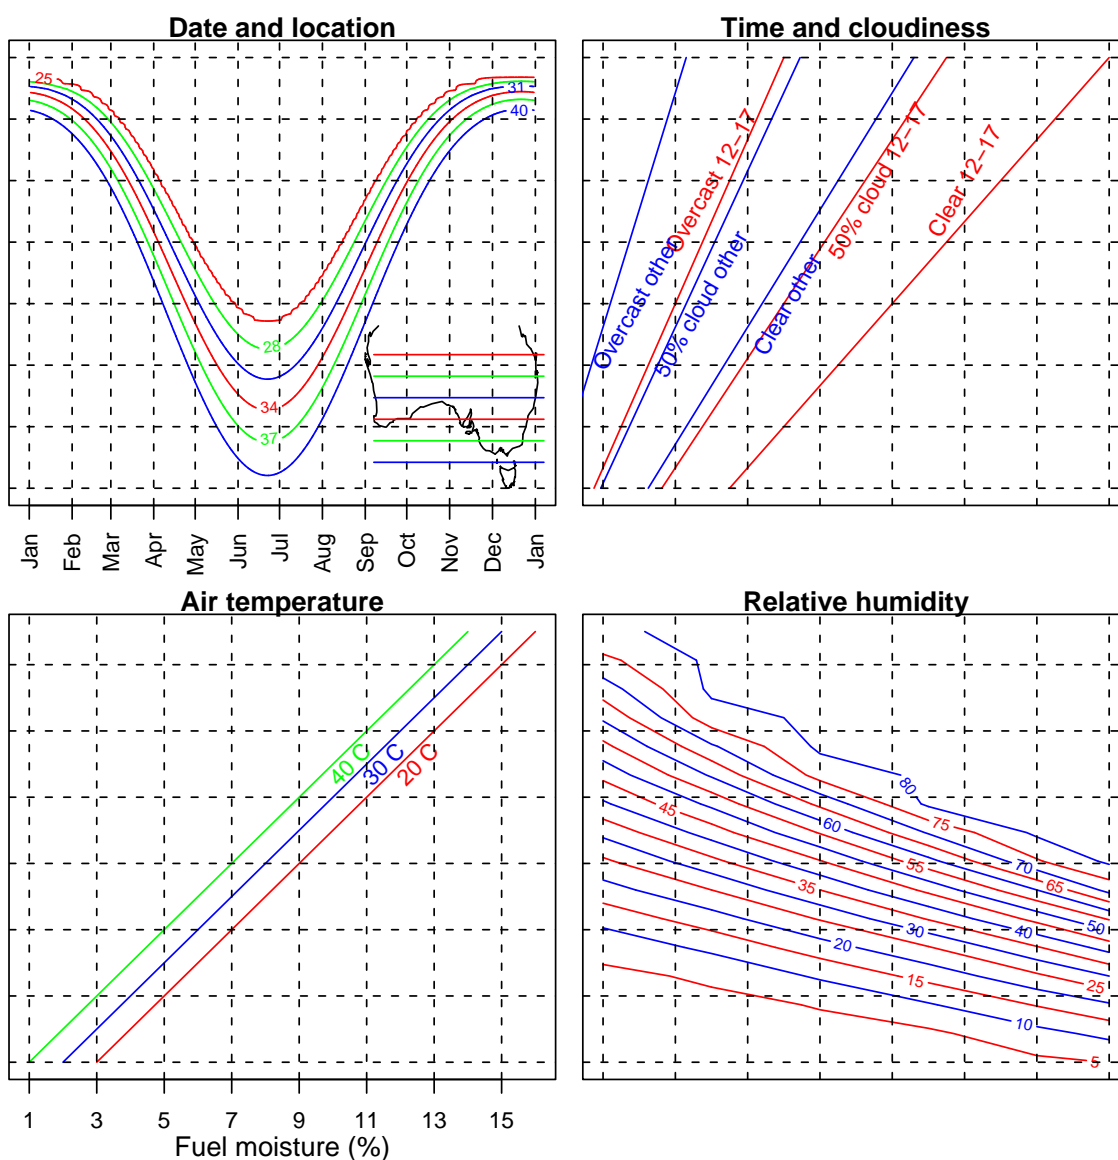 Date and location
25
31
40
28
34
37
Jan
Feb
Mar
Apr
May
Jun
Jul
Aug
Sep
Oct
Nov
Dec
Jan
Time and cloudiness
Overcast other
Overcast 12–17
50% cloud other
Clear other
50% cloud 12–17
Clear 12–17
Air temperature
40 C
30 C
20 C
1 3 5 7 9 11 13 15
Fuel moisture (%)
Relative humidity
80
75
70
65
60
55
50
45
40
35
30
25
20
15
10
5